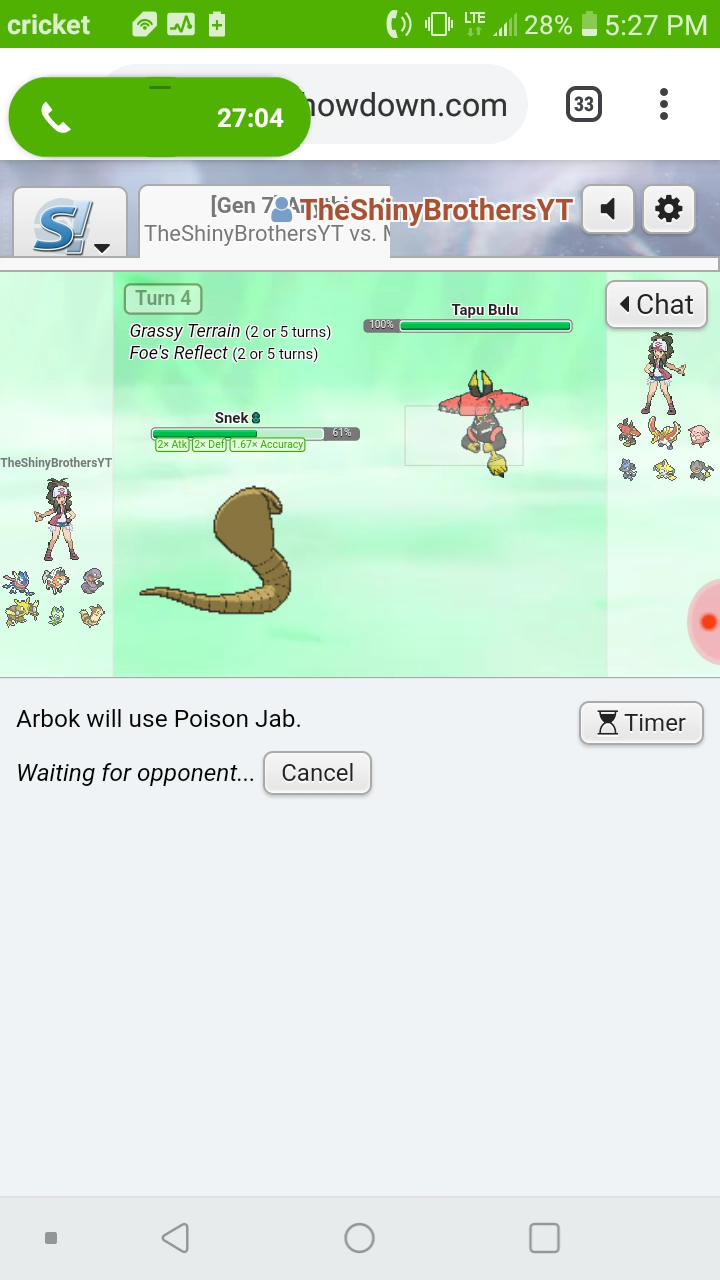 cricket LTE 28% 5:27 PM
27:04 howdown.com 33
[Gen 7] TheShinyBrothersYT
TheShinyBrothersYT vs.
Turn 4
Chat
Tapu Bulu
100%
Grassy Terrain (2 or 5 turns)
Foe's Reflect (2 or 5 turns)
Snek
61%
2× Atk 2× Def 1.67× Accuracy
TheShinyBrothersYT
Arbok will use Poison Jab.
Timer
Waiting for opponent... Cancel